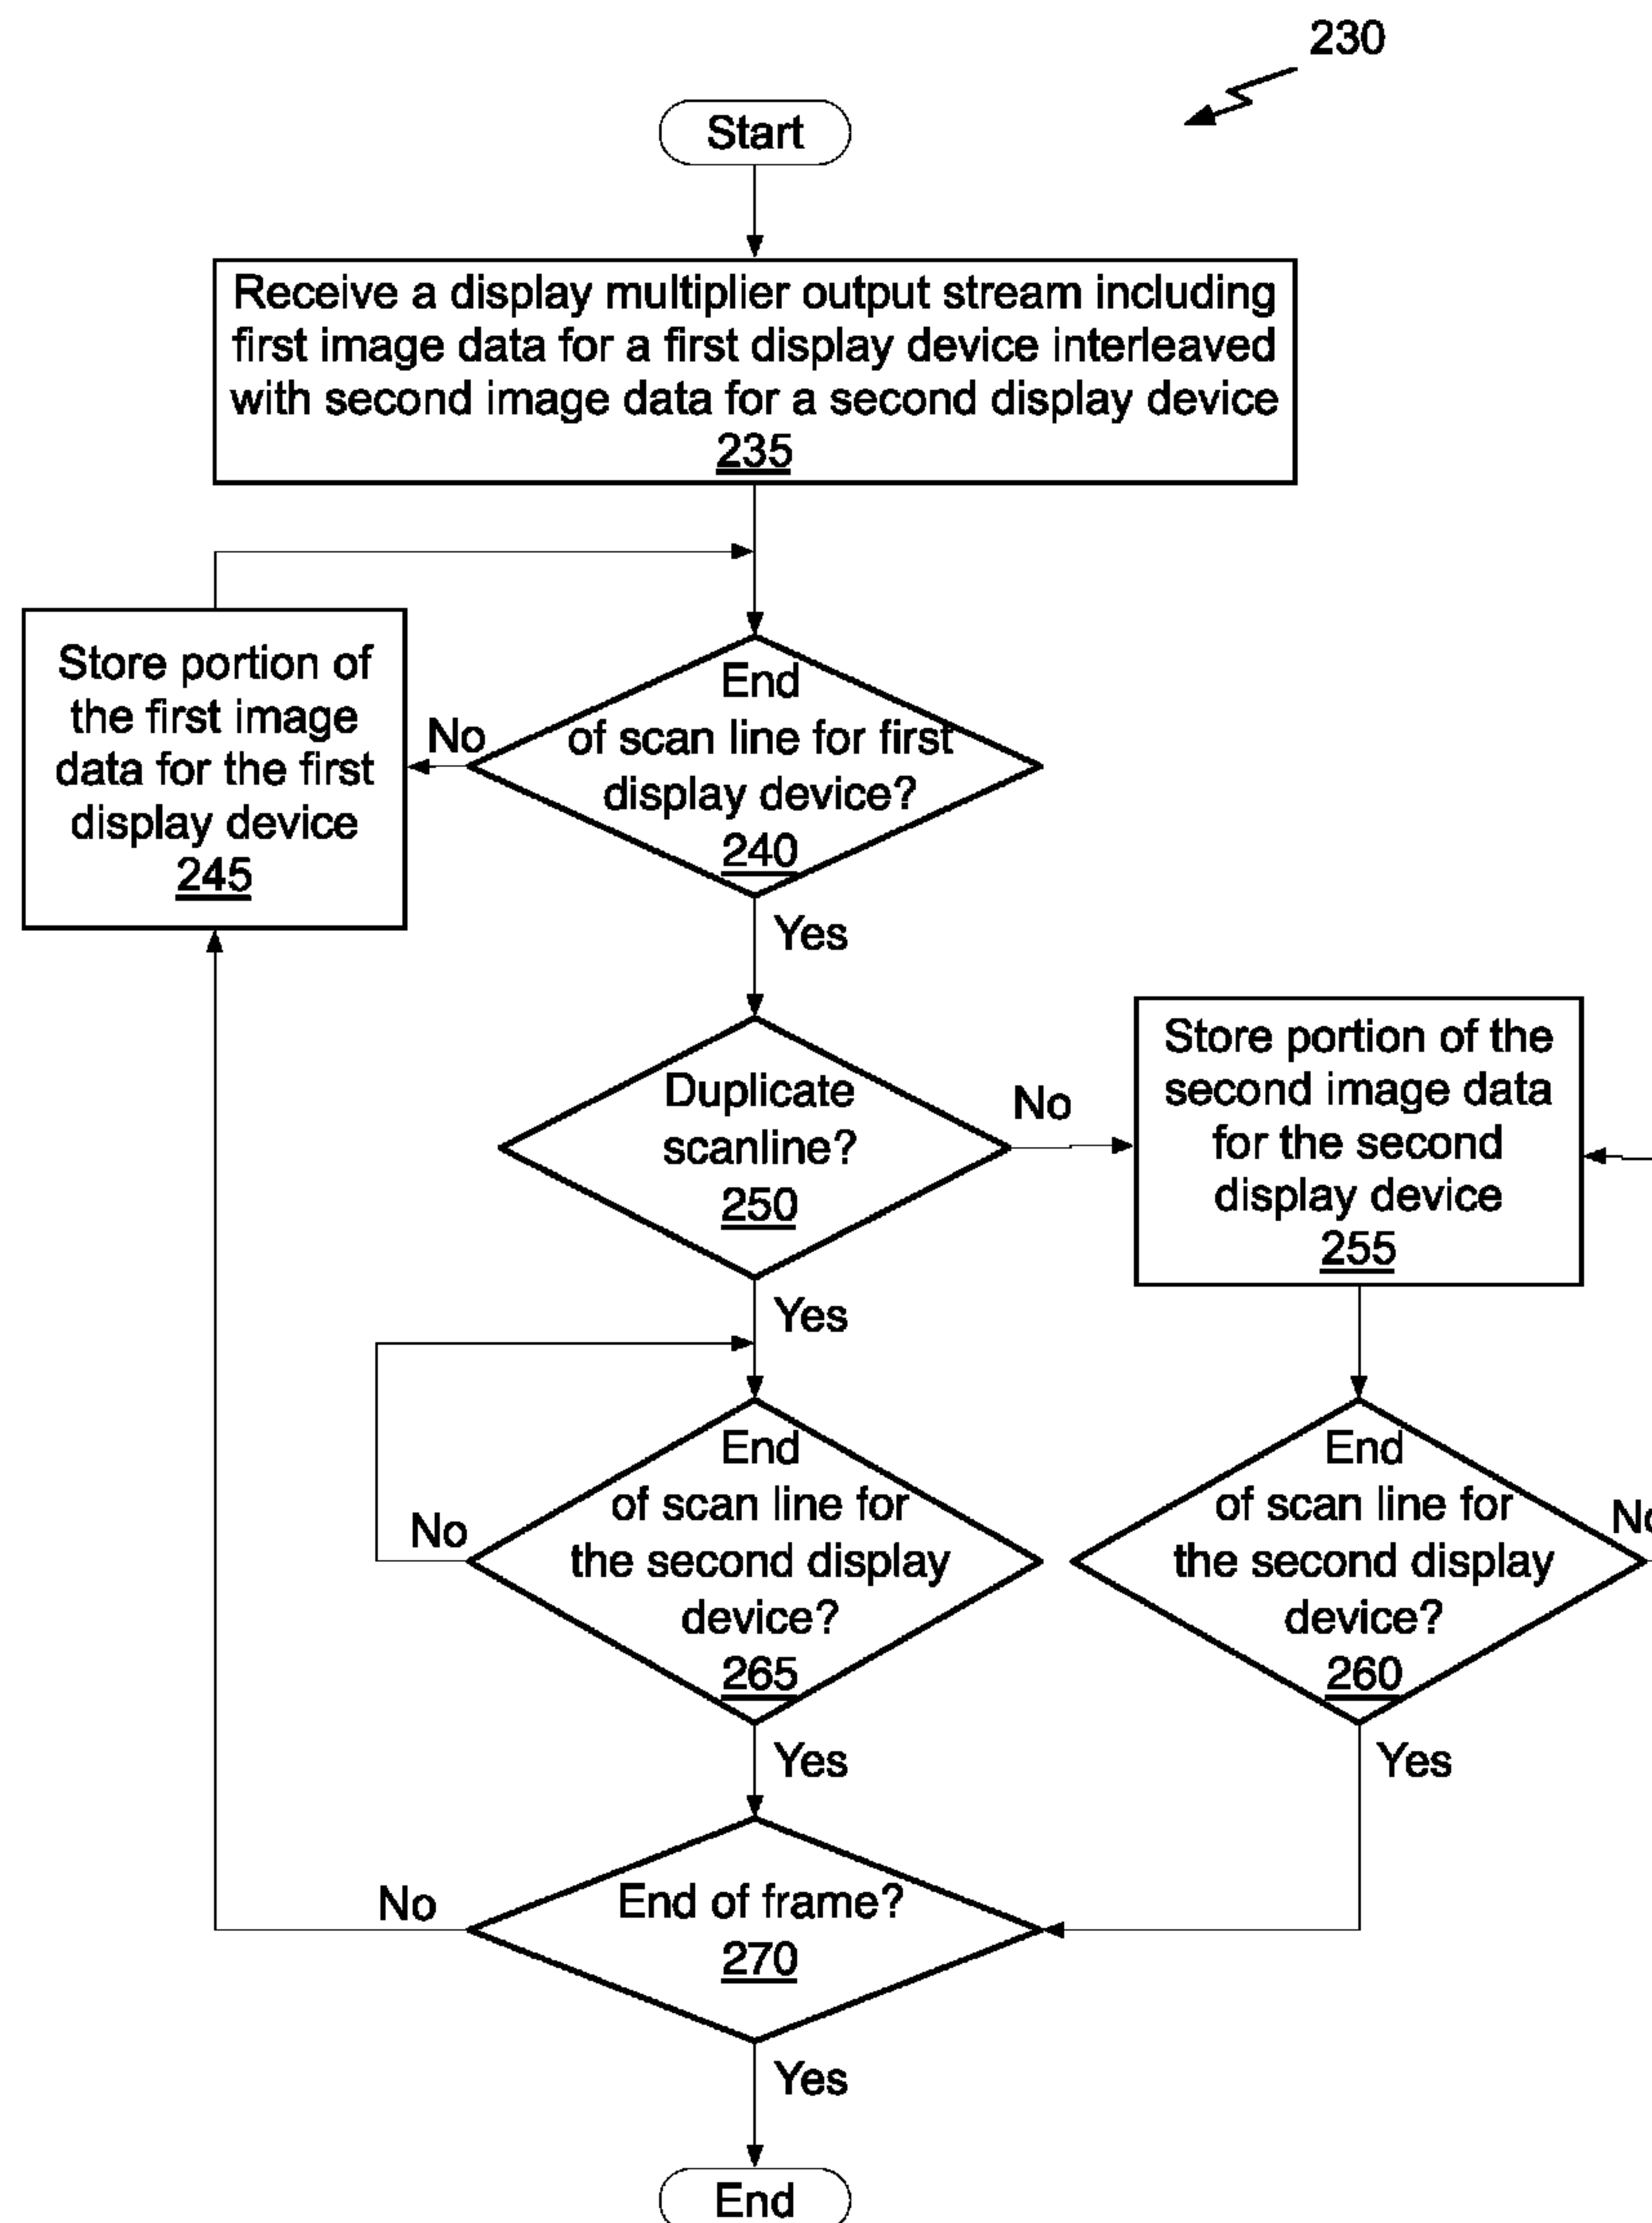 230
Start
Receive a display multiplier output stream including
first image data for a first display device interleaved
with second image data for a second display device
235
Store portion of
the first image
data for the first
display device
245
No
End
of scan line for first
display device?
240
Yes
Duplicate
scanline?
250
No
Store portion of the
second image data
for the second
display device
255
Yes
No
End
of scan line for
the second display
device?
265
End
of scan line for
the second display
device?
260
No
Yes
Yes
No
End of frame?
270
Yes
End